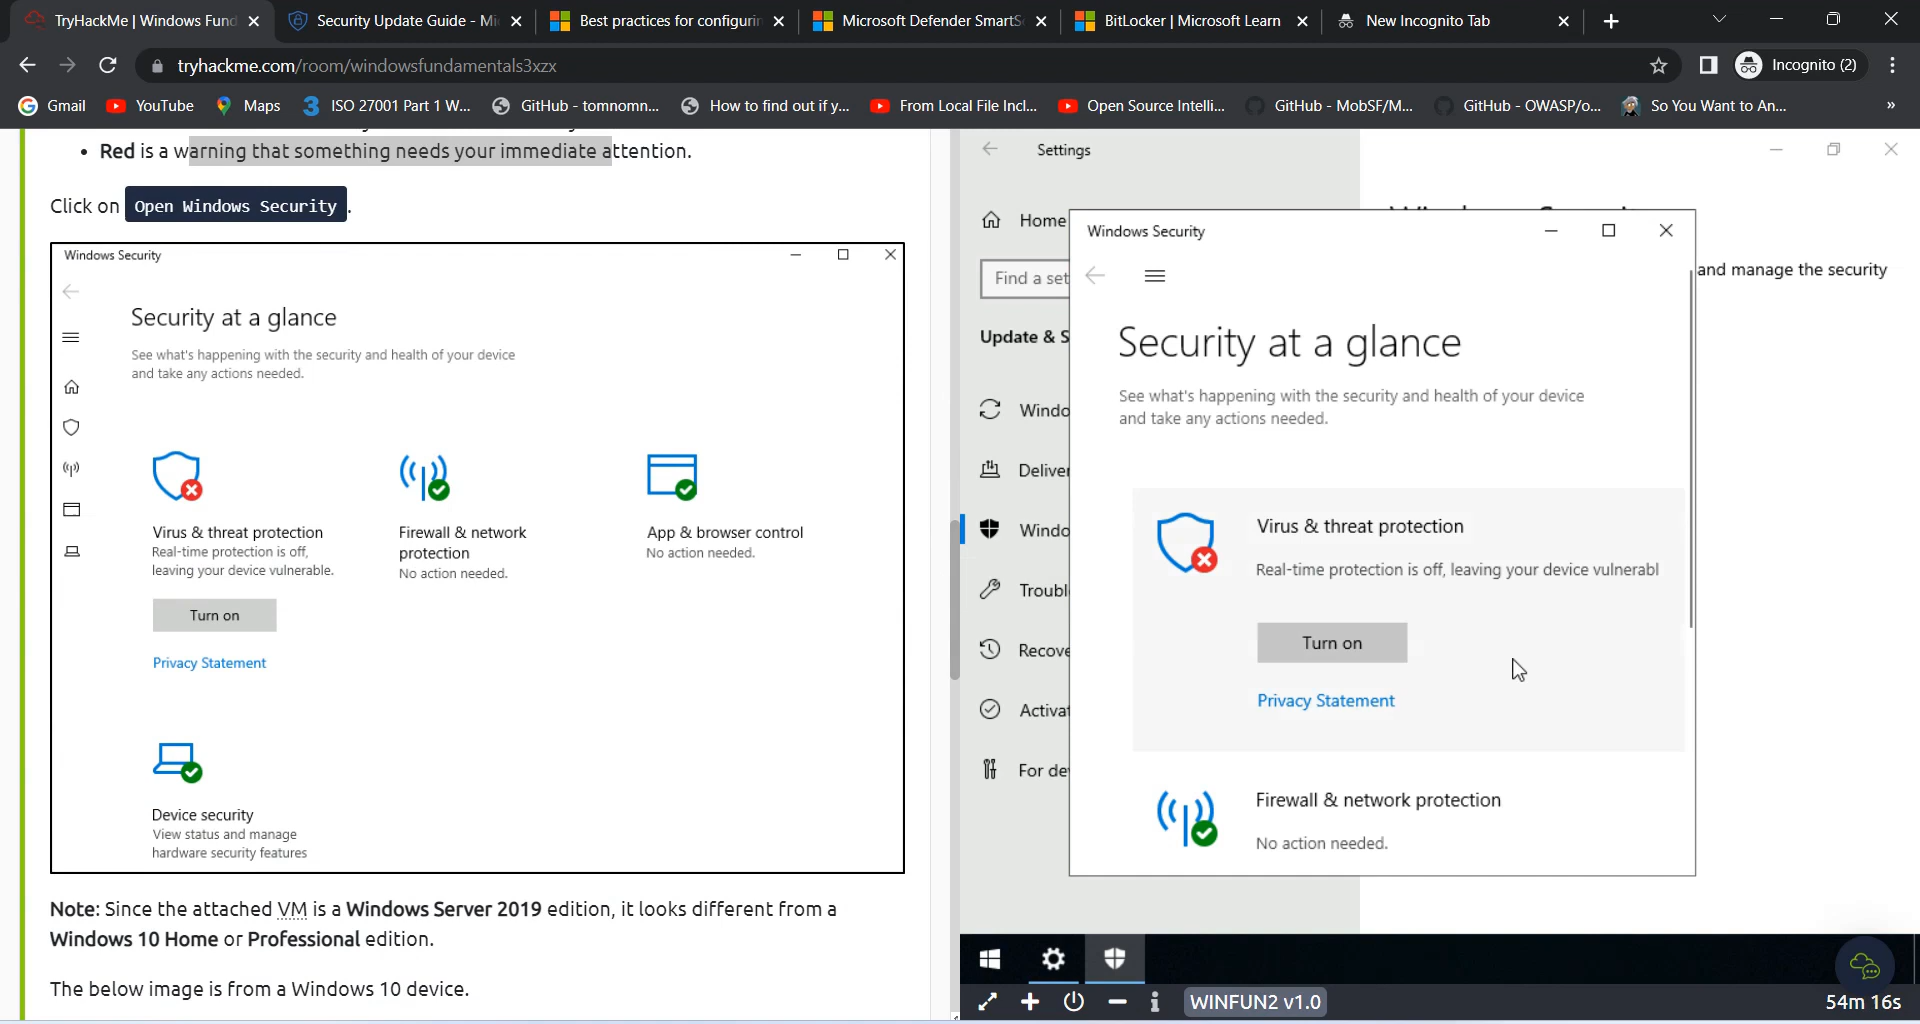 TryHackMe | Windows Fund
Security Update Guide - Mi
Best practices for configurin
Microsoft Defender SmartS
BitLocker | Microsoft Learn
New Incognito Tab
tryhackme.com/room/windowsfundamentals3xzx
Incognito (2)
Gmail
YouTube
Maps
ISO 27001 Part 1 W...
GitHub - tomnomn...
How to find out if y...
From Local File Incl...
Open Source Intelli...
GitHub - MobSF/M...
GitHub - OWASP/o...
So You Want to An...
»
• Red is a warning that something needs your immediate attention.
Click on Open Windows Security.
Windows Security
Security at a glance
See what's happening with the security and health of your device
and take any actions needed.
Virus & threat protection
Real-time protection is off,
leaving your device vulnerable.
Turn on
Privacy Statement
Firewall & network
protection
No action needed.
App & browser control
No action needed.
Device security
View status and manage
hardware security features
Note: Since the attached VM is a Windows Server 2019 edition, it looks different from a
Windows 10 Home or Professional edition.
The below image is from a Windows 10 device.
Settings
Home
Find a set
Update & S
Windo
Deliver
Windo
Troubl
Recove
Activat
For de
and manage the security
Windows Security
Security at a glance
See what's happening with the security and health of your device
and take any actions needed.
Virus & threat protection
Real-time protection is off, leaving your device vulnerabl
Turn on
Privacy Statement
Firewall & network protection
No action needed.
WINFUN2 v1.0
54m 16s